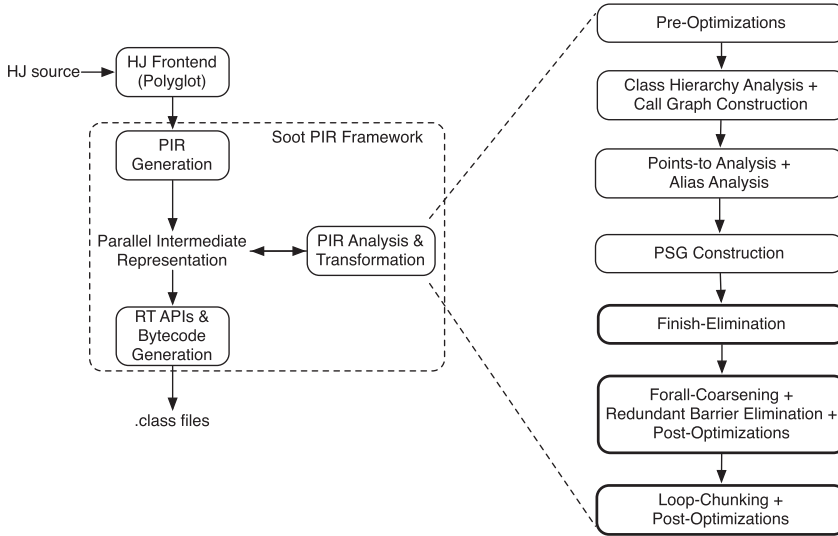 HJ source
HJ Frontend
(Polyglot)
Soot PIR Framework
PIR
Generation
Parallel Intermediate
Representation
PIR Analysis &
Transformation
RT APIs &
Bytecode
Generation
.class files
Pre-Optimizations
Class Hierarchy Analysis +
Call Graph Construction
Points-to Analysis +
Alias Analysis
PSG Construction
Finish-Elimination
Forall-Coarsening +
Redundant Barrier Elimination +
Post-Optimizations
Loop-Chunking +
Post-Optimizations